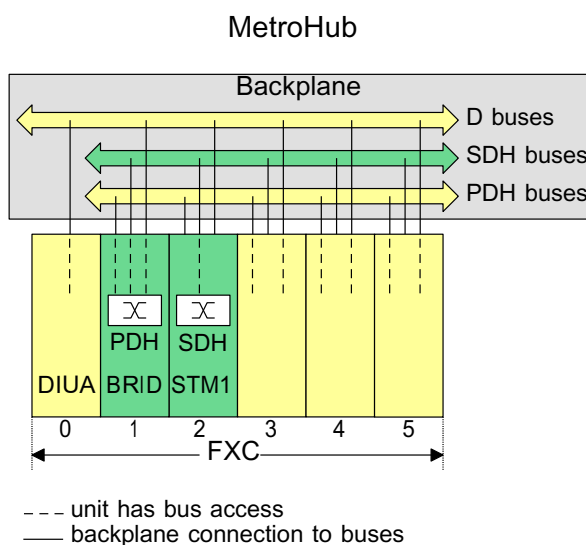 MetroHub
Backplane
D buses
SDH buses
PDH buses
PDH
SDH
DIUA
BRID
STM1
0
1
2
3
4
5
FXC
unit has bus access
backplane connection to buses